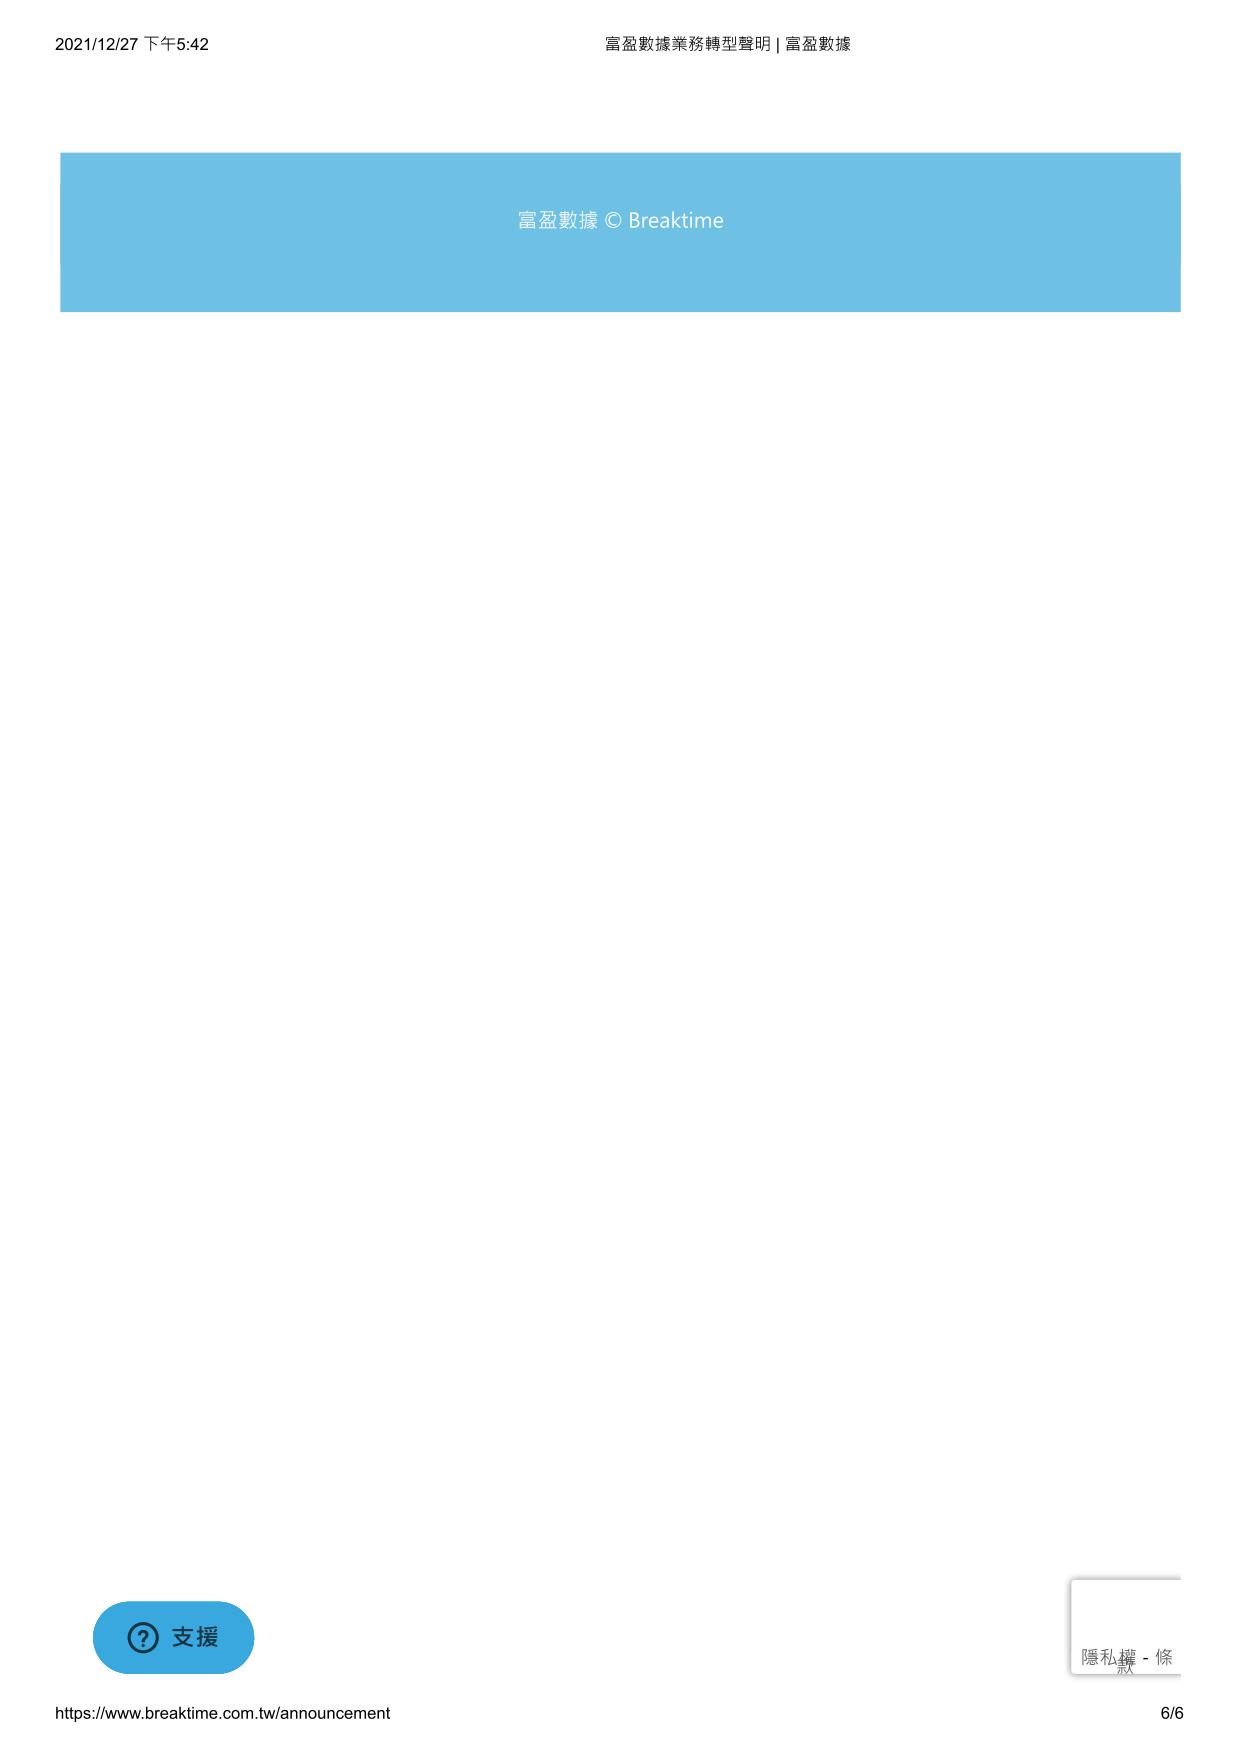 2021/12/27 下午5:42
富盈數據業務轉型聲明 | 富盈數據
富盈數據 © Breaktime
支援
隱私權 - 條
款
https://www.breaktime.com.tw/announcement
6/6